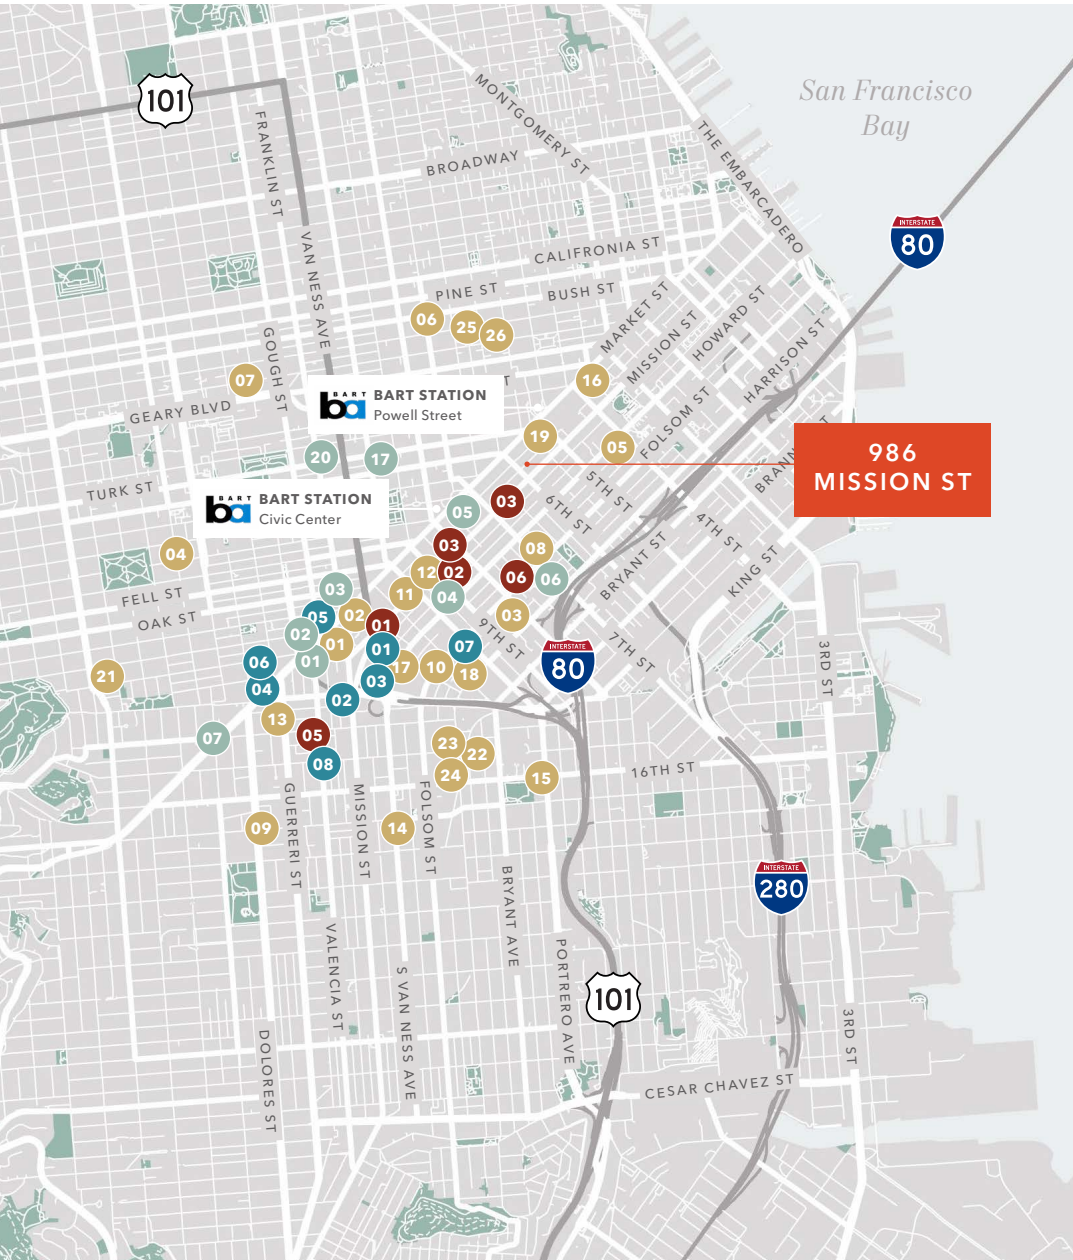 San Francisco
Bay
101
FRANKLIN ST
MONTGOMERY ST
THE EMBARCADERO
BROADWAY
INTERSTATE
80
VAN NESS AVE
CALIFRONIA ST
PINE ST
BUSH ST
MARKET ST
MISSION ST
HOWARD ST
HARRISON ST
06
25
26
GOUGH ST
07
16
BART
ba
BART STATION
Powell Street
GEARY BLVD
FOLSOM ST
19
05
986
MISSION ST
20
17
TURK ST
BART
ba
BART STATION
Civic Center
5TH ST
6TH ST
4TH ST
05
03
03
08
04
12
02
06
06
BRYANT ST
KING ST
FELL ST
OAK ST
03
11
04
05
02
01
03
9TH ST
7TH ST
02
01
01
07
06
01
17
10
18
INTERSTATE
80
3RD ST
21
04
03
02
13
05
07
23
22
08
24
15
16TH ST
GUERRERI ST
MISSION ST
FOLSOM ST
09
14
INTERSTATE
280
BRYANT AVE
VALENCIA ST
S VAN NESS AVE
PORTRERO AVE
101
3RD ST
DOLORES ST
CESAR CHAVEZ ST